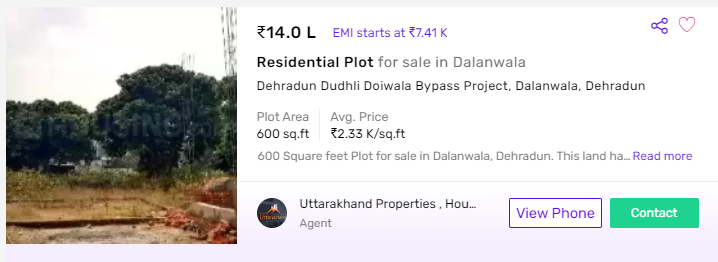 ₹14.0 L
EMI starts at ₹7.41 K
Residential Plot for sale in Dalanwala
Dehradun Dudhli Doiwala Bypass Project, Dalanwala, Dehradun
Plot Area
Avg. Price
600 sq.ft
₹2.33 K/sq.ft
600 Square feet Plot for sale in Dalanwala, Dehradun. This land ha... Read more
Uttarakhand Properties , Hou...
Agent
View Phone
Contact